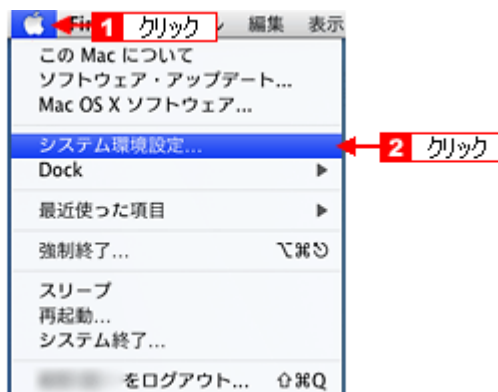 1 クリック 編集 表示
この Mac について
ソフトウェア・アップデート...
Mac OS X ソフトウェア...
システム環境設定...
2 クリック
Dock
最近使った項目
強制終了... ⌥⌘⎋
スリープ
再起動...
システム終了...
をログアウト... ⇧⌘Q